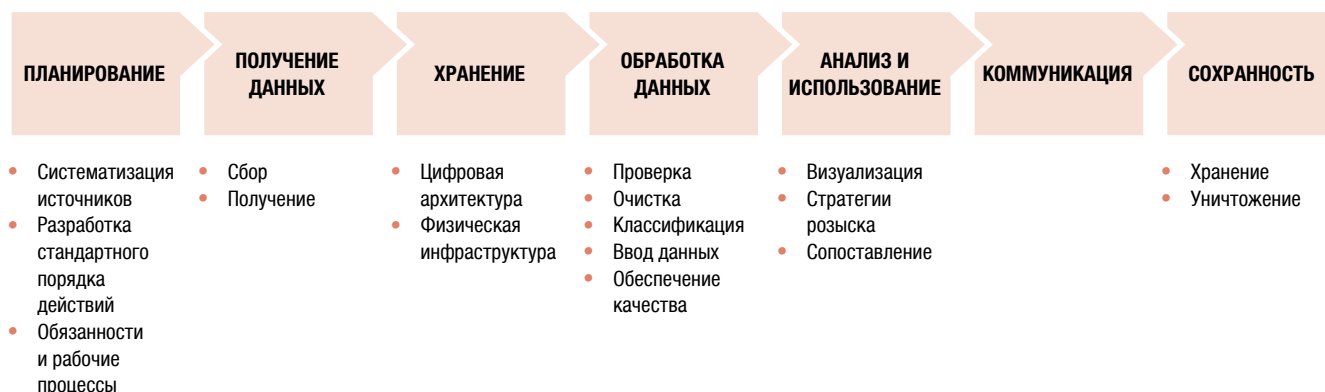 ПЛАНИРОВАНИЕ
ПОЛУЧЕНИЕ
ДАННЫХ
ХРАНЕНИЕ
ОБРАБОТКА
ДАННЫХ
АНАЛИЗ И
ИСПОЛЬЗОВАНИЕ
КОММУНИКАЦИЯ
СОХРАННОСТЬ
• Систематизация
источников
• Разработка
стандартного
порядка
действий
• Обязанности
и рабочие
процессы
• Сбор
• Получение
• Цифровая
архитектура
• Физическая
инфраструктура
• Проверка
• Очистка
• Классификация
• Ввод данных
• Обеспечение
качества
• Визуализация
• Стратегии
розыска
• Сопоставление
• Хранение
• Уничтожение